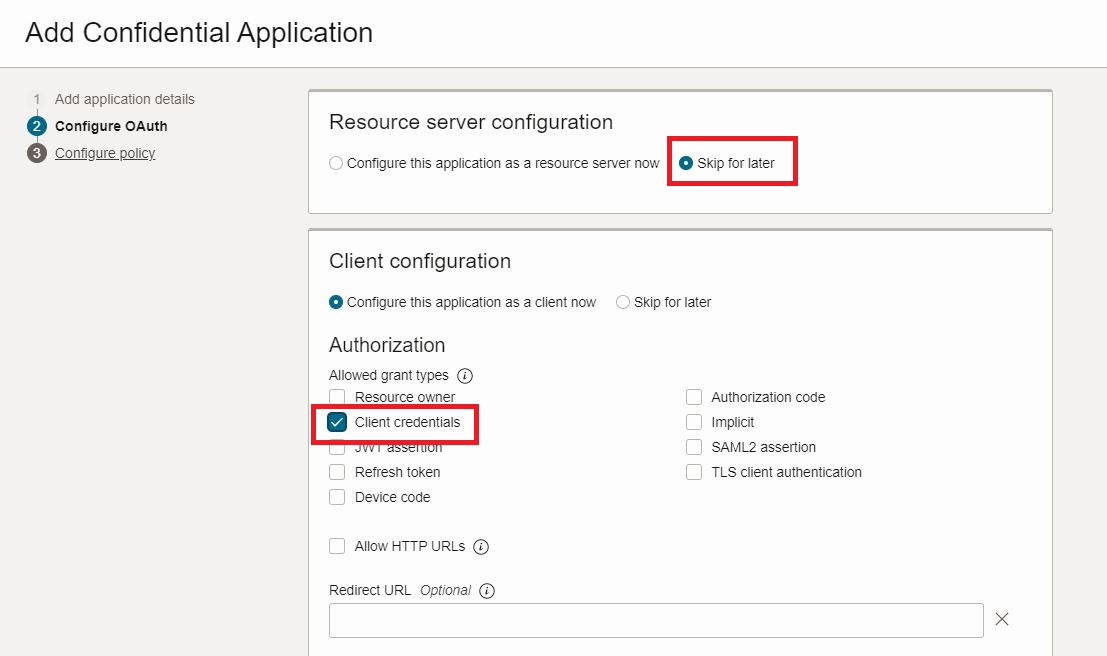 Add Confidential Application
1 Add application details
2 Configure OAuth
3 Configure policy
Resource server configuration
Configure this application as a resource server now Skip for later
Client configuration
Configure this application as a client now Skip for later
Authorization
Allowed grant types i
Resource owner Authorization code
Client credentials Implicit
JWT assertion SAML2 assertion
Refresh token TLS client authentication
Device code
Allow HTTP URLs i
Redirect URL Optional i